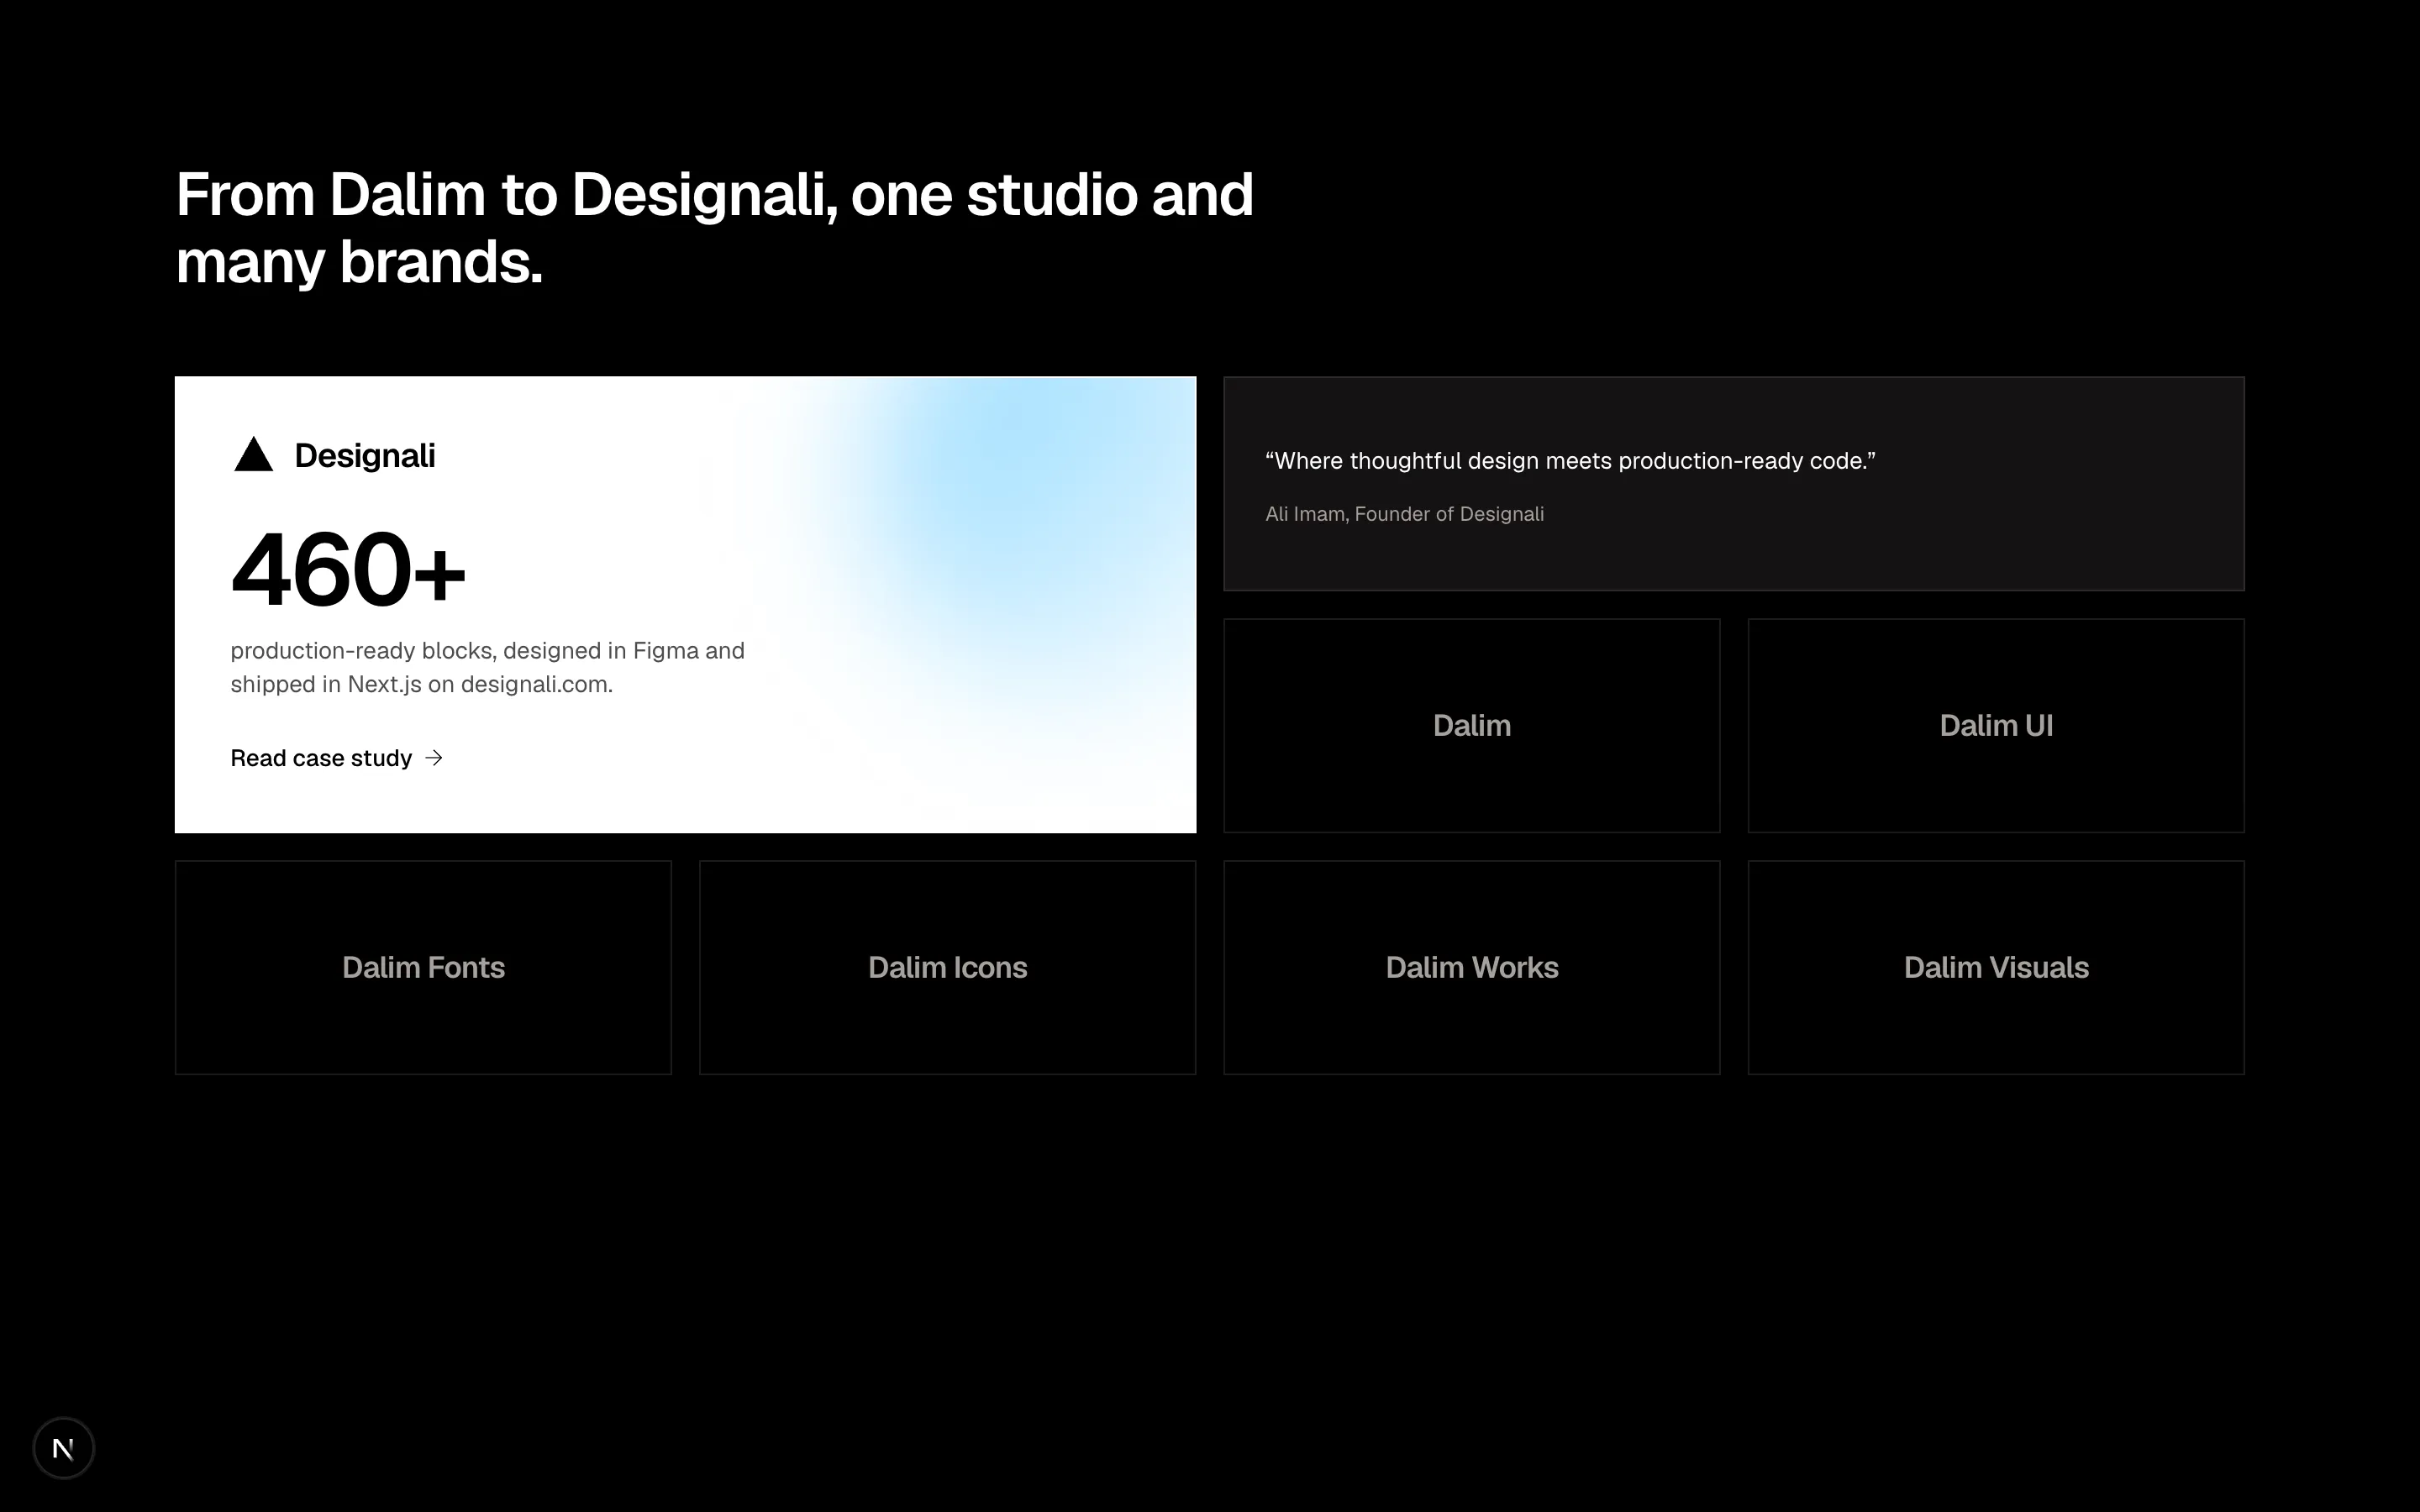 From Dalim to Designali, one studio and
many brands.
Designali
460+
production-ready blocks, designed in Figma and
shipped in Next.js on designali.com.
Read case study →
“Where thoughtful design meets production-ready code.”
Ali Imam, Founder of Designali
Dalim
Dalim UI
Dalim Fonts
Dalim Icons
Dalim Works
Dalim Visuals
N